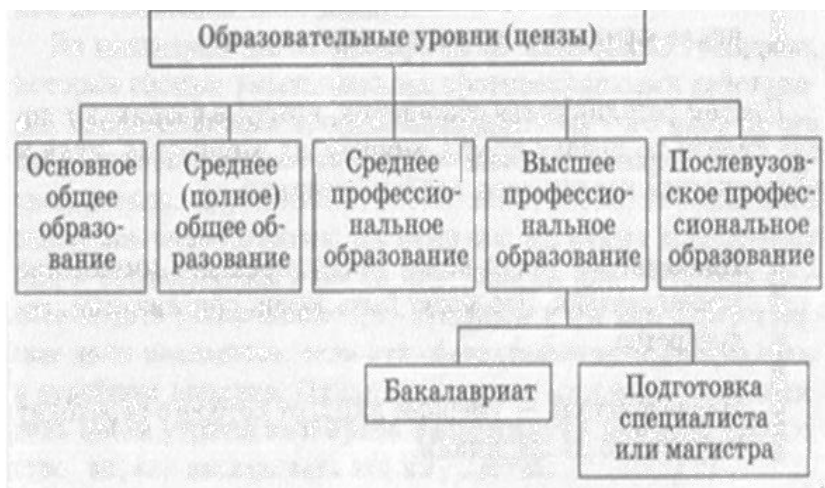 Образовательные уровни (цензы)
Основное
общее
образо-
вание
Среднее
(полное)
общее об-
разование
Среднее
профессио-
нальное
образование
Высшее
профессио-
нальное
образование
Послевузов-
ское профес-
сиональное
образование
Бакалавриат
Подготовка
специалиста
или магистра